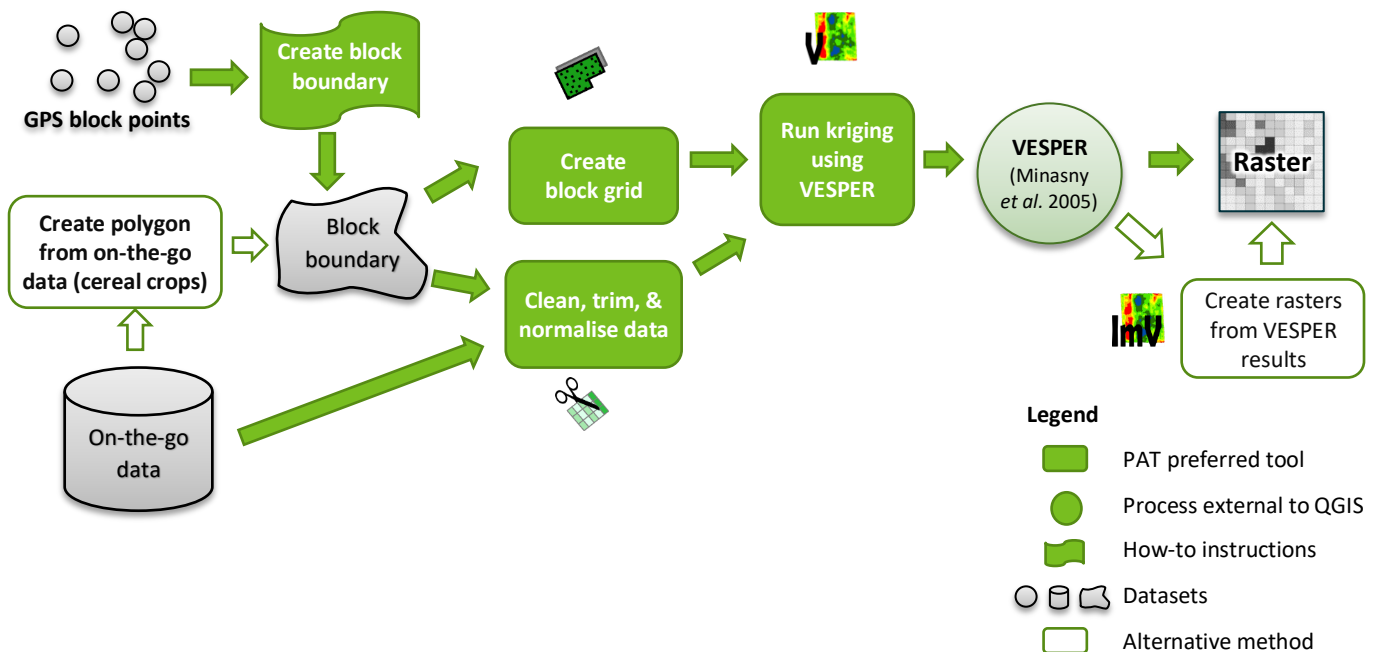 GPS block points
Create block
boundary
Create polygon
from on-the-go
data (cereal crops)
On-the-go
data
Block
boundary
Create
block grid
Clean, trim, &
normalise data
V
Run kriging
using
VESPER
VESPER
(Minasny
et al. 2005)
Raster
ImV
Create rasters
from VESPER
results
Legend
PAT preferred tool
Process external to QGIS
How-to instructions
Datasets
Alternative method